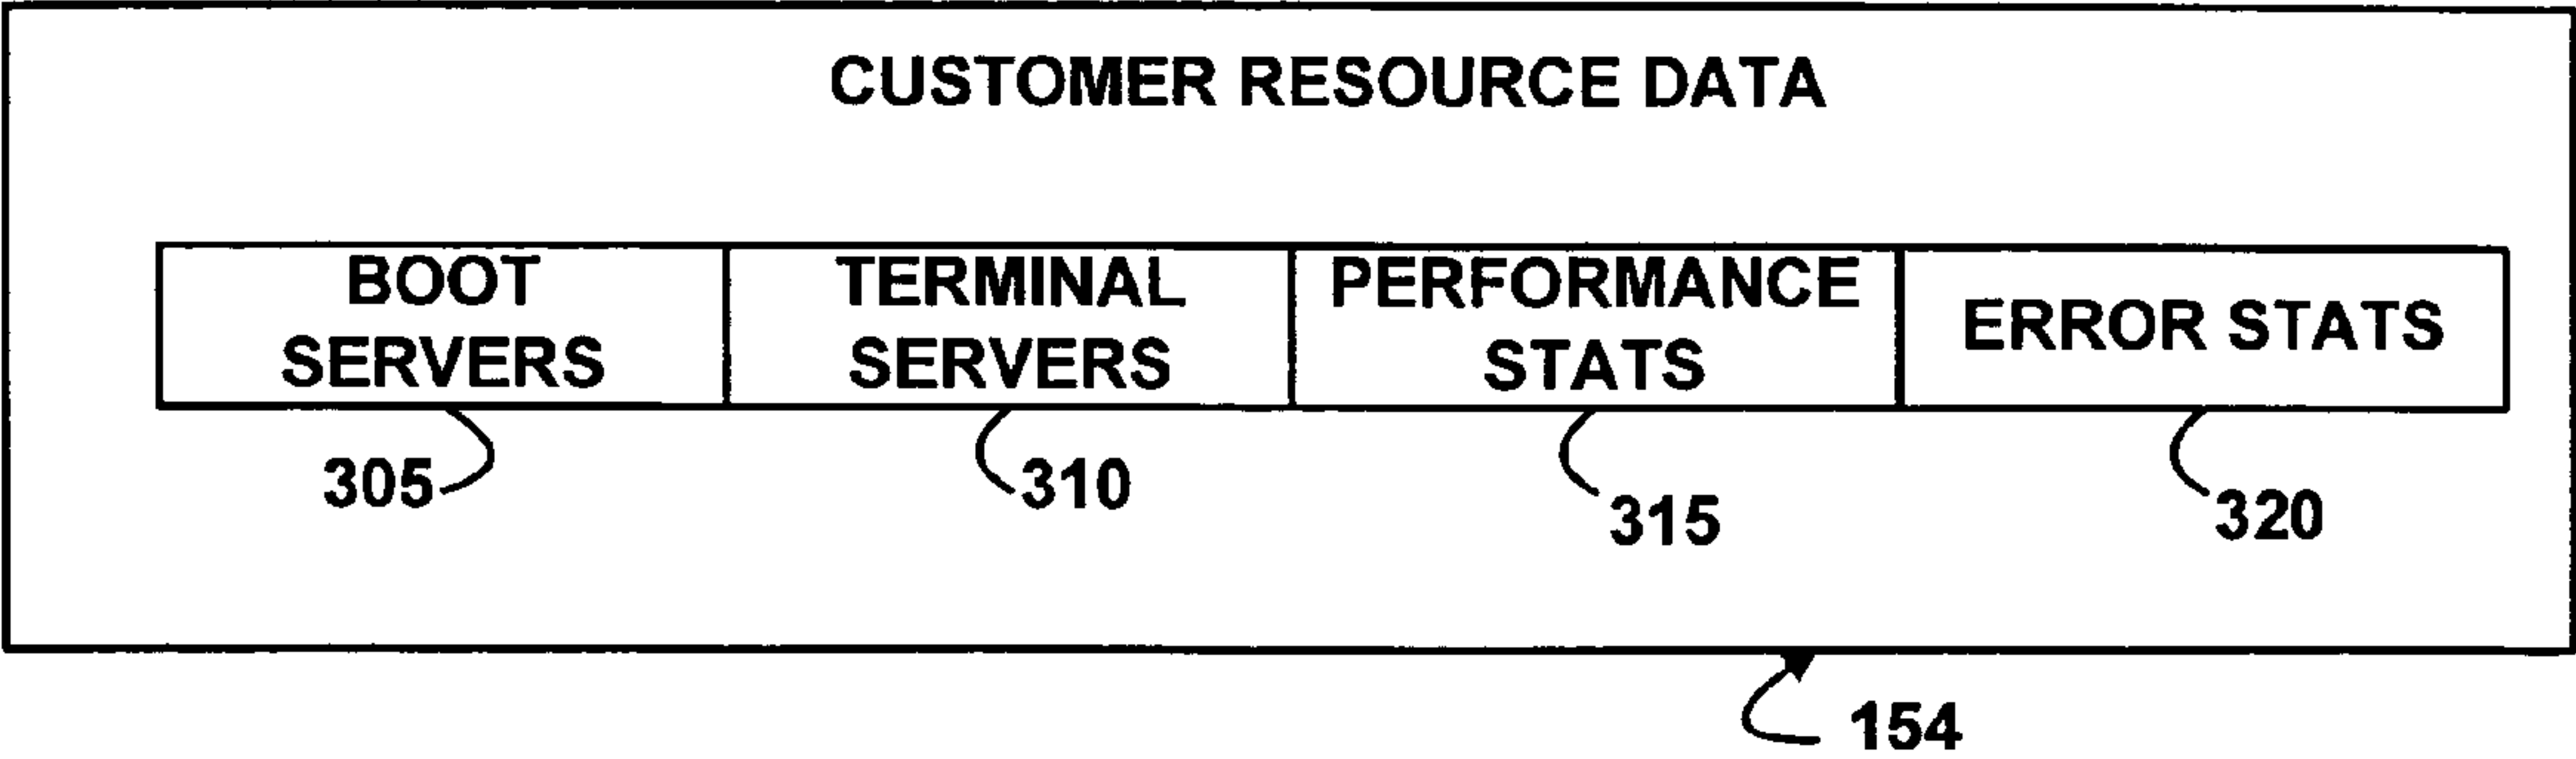 CUSTOMER RESOURCE DATA
BOOT
SERVERS
TERMINAL
SERVERS
PERFORMANCE
STATS
ERROR STATS
305
310
315
320
154